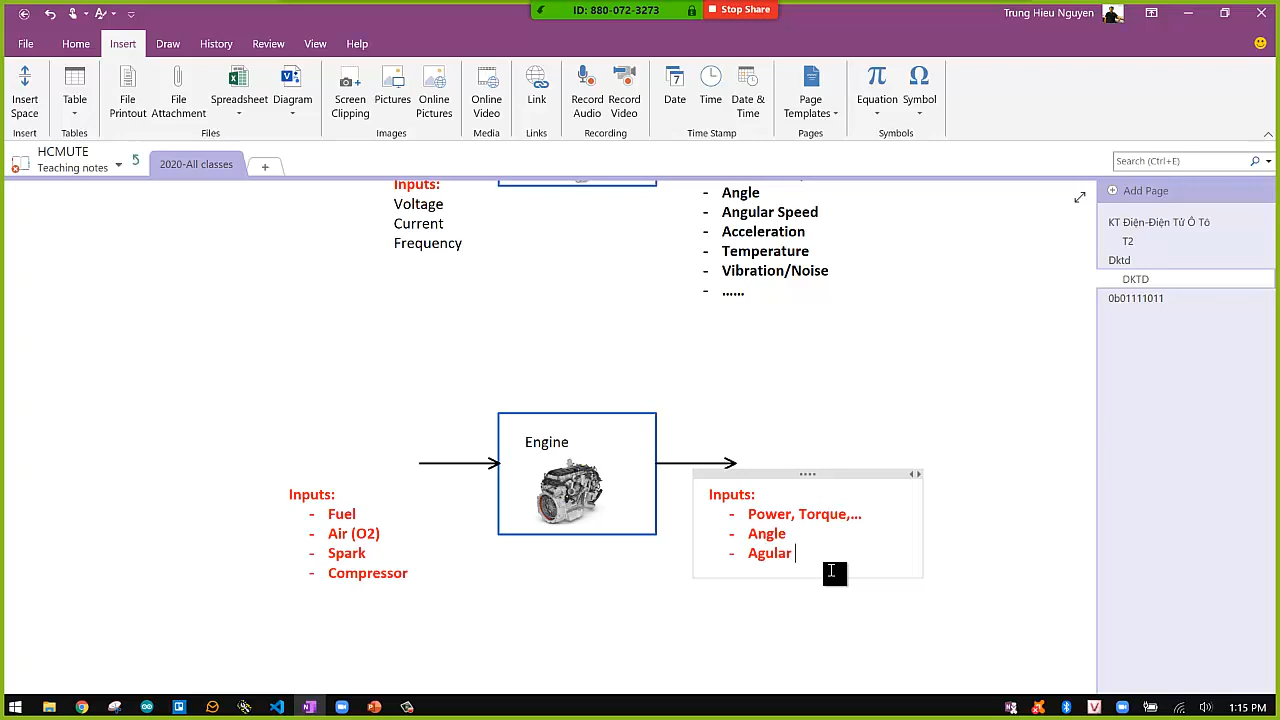 ID: 880-072-3273
Stop Share
Trung Hieu Nguyen
File Home Insert Draw History Review View Help
Insert Space
Table
File Printout
File Attachment
Spreadsheet
Diagram
Screen Clipping
Pictures
Online Pictures
Online Video
Link
Record Audio
Record Video
Date
Time
Date & Time
Page Templates
Equation
Symbol
Insert Tables Files Images Media Links Recording Time Stamp Pages Symbols
HCMUTE
Teaching notes
5
2020-All classes
+
Search (Ctrl+E)
Add Page
KT Điện-Điện Tử Ô Tô
T2
Dktd
DKTD
0b01111011
Inputs:
Voltage
Current
Frequency
- Angle
- Angular Speed
- Acceleration
- Temperature
- Vibration/Noise
- ......
Engine
Inputs:
- Fuel
- Air (O2)
- Spark
- Compressor
Inputs:
- Power, Torque,...
- Angle
- Agular
1:15 PM